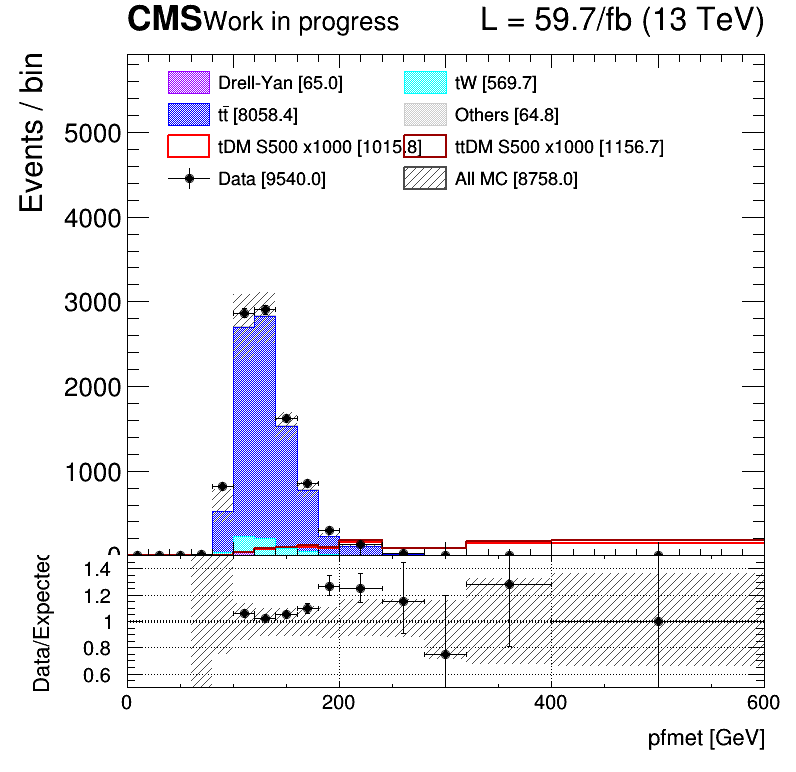 CMS Work in progress L = 59.7/fb (13 TeV)
Events / bin
Drell-Yan [65.0] tW [569.7]
tt̄ [8058.4] Others [64.8]
tDM S500 x1000 [1015.8] ttDM S500 x1000 [1156.7]
Data [9540.0] All MC [8758.0]
5000
4000
3000
2000
1000
0
Data/Expected
1.4
1.2
1
0.8
0.6
0 200 400 600
pfmet [GeV]